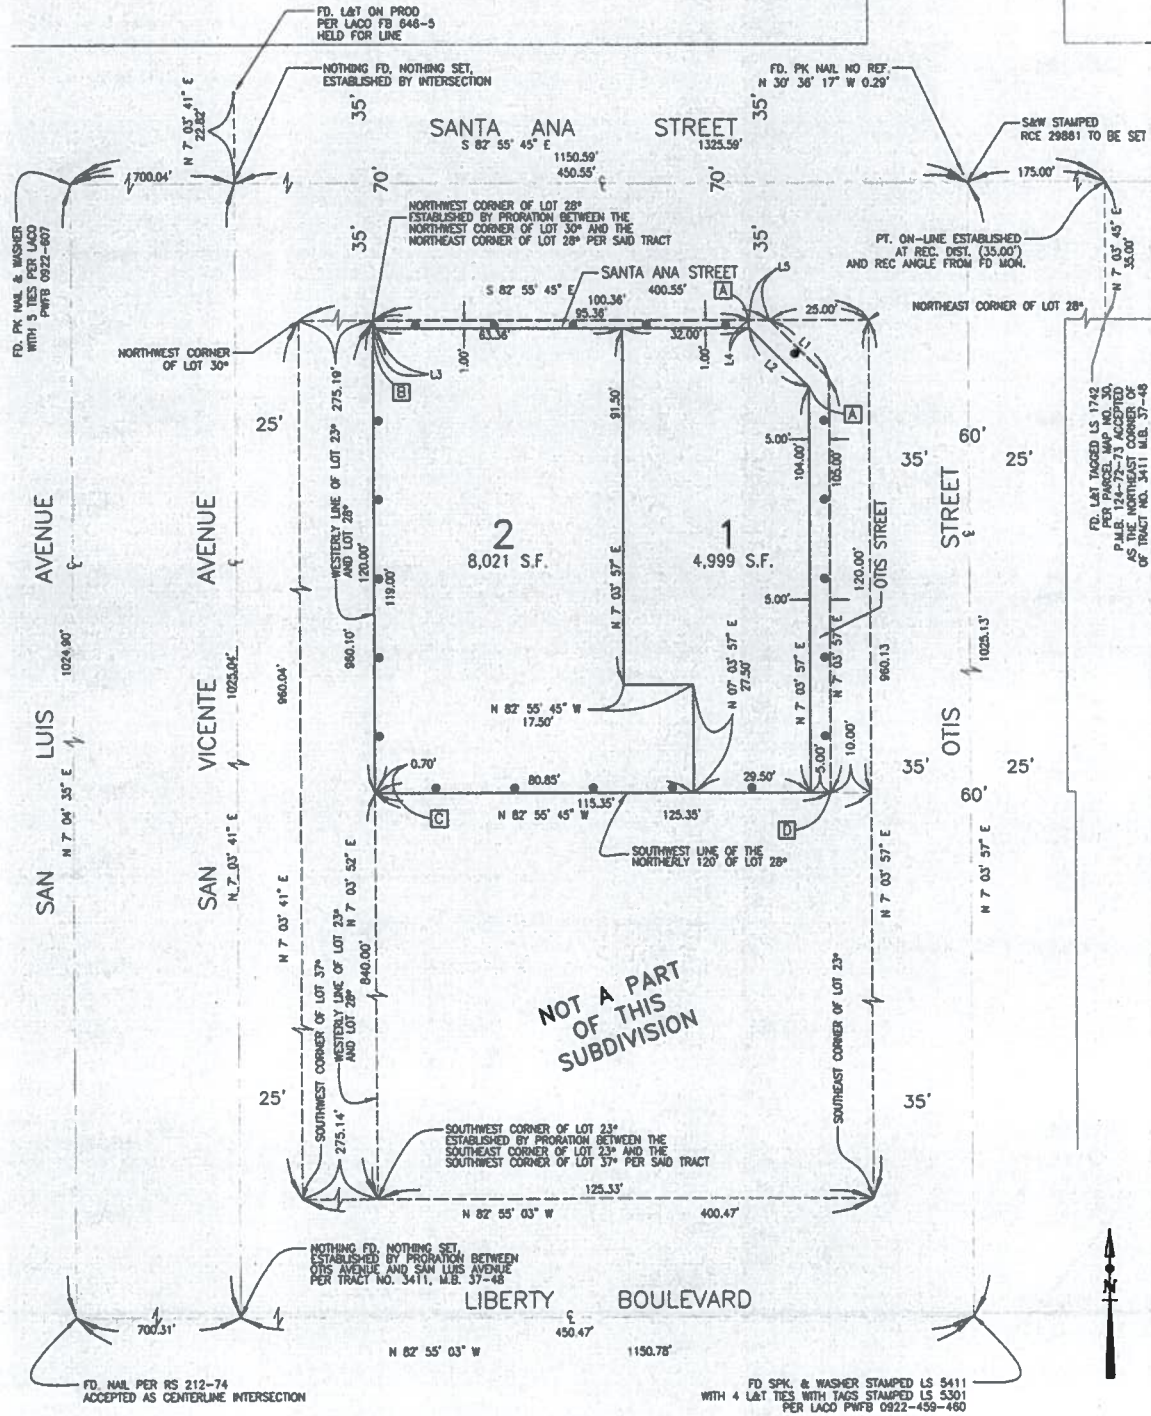 FD. L&T ON PROD
PER LACO FB 646-5
HELD FOR LINE
NOTHING FD, NOTHING SET,
ESTABLISHED BY INTERSECTION
N 7° 03' 41" E
22.82'
35'
SANTA ANA STREET
S 82° 55' 45" E
1325.59'
1150.59'
450.55'
℄
FD. PK NAIL NO REF.
N 30° 36' 17" W 0.29'
35'
S&W STAMPED
RCE 29881 TO BE SET
700.04'
70'
70'
175.00'
FD. PK NAIL & WASHER
WITH 5 TIES PER LACO
PWFB 0922-607
35'
NORTHWEST CORNER OF LOT 28*
ESTABLISHED BY PRORATION BETWEEN THE
NORTHWEST CORNER OF LOT 30* AND THE
NORTHEAST CORNER OF LOT 28* PER SAID TRACT
35'
PT. ON-LINE ESTABLISHED
AT REC. DIST. (35.00')
AND REC ANGLE FROM FD MON.
N 7° 03' 45" E
35.00'
SANTA ANA STREET
S 82° 55' 45" E
400.55'
100.36'
95.36'
63.36'
32.00'
1.00'
1.00'
A
L5
25.00'
L1
L2
L4
L3
NORTHEAST CORNER OF LOT 28*
NORTHWEST CORNER
OF LOT 30*
275.19'
B
A
FD. L&T TAGGED LS 1742
PER PARCEL MAP NO. 30,
P.M.B. 124-72-73 ACCEPTED
AS THE NORTHEAST CORNER OF
OF TRACT NO. 3411 M.B. 37-48
25'
91.50'
5.00'
104.00'
105.00'
35'
60'
25'
WESTERLY LINE OF LOT 23*
AND LOT 28*
120.00'
119.00'
2
8,021 S.F.
1
4,999 S.F.
N 7° 03' 57" E
5.00'
OTIS STREET
120.00'
STREET
℄
AVENUE
℄
AVENUE
℄
960.04'
960.10'
N 7° 03' 57" E
N 7° 03' 57" E
960.13
1025.13'
1024.90'
1025.04'
N 82° 55' 45" W
17.50'
N 07° 03' 57" E
27.50'
LUIS
VICENTE
OTIS
N 7° 04' 35" E
N 7° 03' 41" E
0.70'
80.85'
29.50'
5.00'
10.00'
35'
25'
60'
115.35'
N 82° 55' 45" W
125.35'
C
D
SOUTHWEST LINE OF THE
NORTHERLY 120' OF LOT 28*
SAN
SAN
N 7° 03' 41" E
N 7° 03' 52" E
840.00'
N 7° 03' 57" E
N 7° 03' 57" E
SOUTHWEST CORNER OF LOT 37*
WESTERLY LINE OF LOT 23*
AND LOT 28*
NOT A PART
OF THIS
SUBDIVISION
SOUTHEAST CORNER OF LOT 23*
25'
35'
275.14'
SOUTHWEST CORNER OF LOT 23*
ESTABLISHED BY PRORATION BETWEEN THE
SOUTHEAST CORNER OF LOT 23* AND THE
SOUTHWEST CORNER OF LOT 37* PER SAID TRACT
125.33'
N 82° 55' 03" W
400.47'
NOTHING FD, NOTHING SET,
ESTABLISHED BY PRORATION BETWEEN
OTIS AVENUE AND SAN LUIS AVENUE
PER TRACT NO. 3411, M.B. 37-48
LIBERTY BOULEVARD
℄
700.31'
450.47'
N 82° 55' 03" W
1150.78'
N
FD. NAIL PER RS 212-74
ACCEPTED AS CENTERLINE INTERSECTION
FD SPK. & WASHER STAMPED LS 5411
WITH 4 L&T TIES WITH TAGS STAMPED LS 5301
PER LACO PWFB 0922-459-460